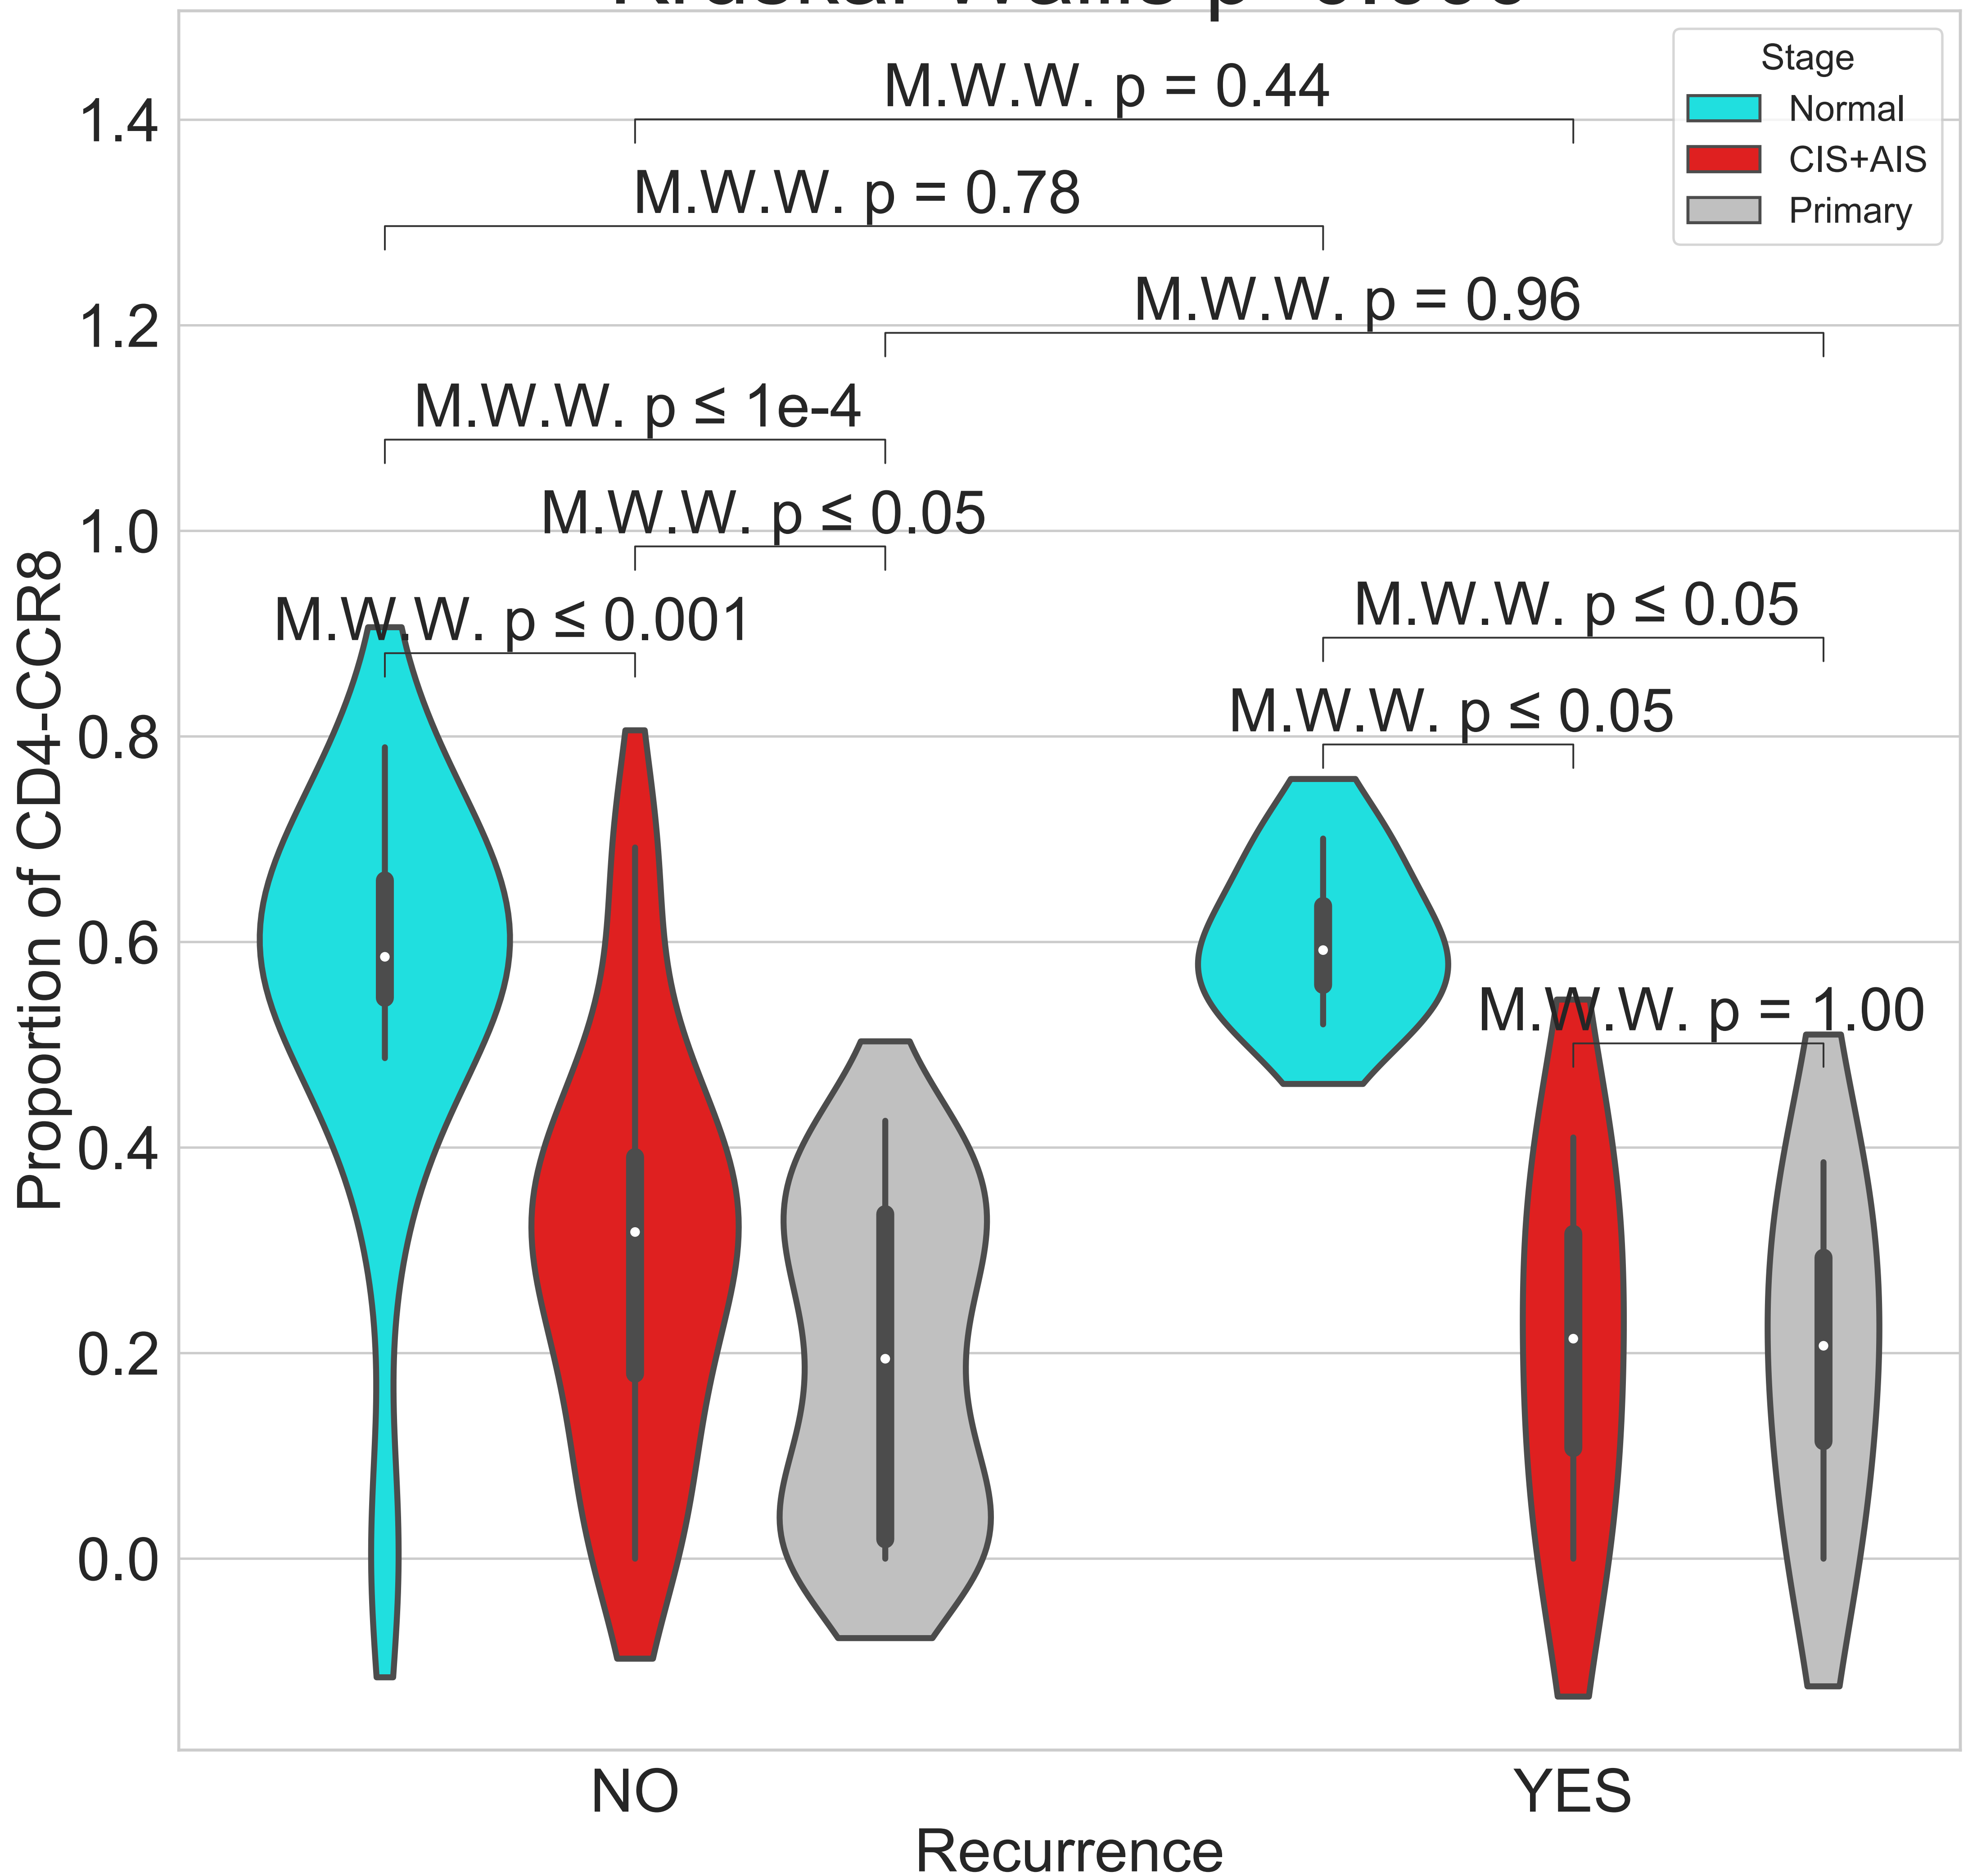 Stage
Normal
CIS+AIS
Primary
M.W.W. p = 0.44
M.W.W. p = 0.78
M.W.W. p = 0.96
M.W.W. p ≤ 1e-4
M.W.W. p ≤ 0.05
M.W.W. p ≤ 0.001
M.W.W. p ≤ 0.05
M.W.W. p ≤ 0.05
M.W.W. p = 1.00
1.4
1.2
1.0
0.8
0.6
0.4
0.2
0.0
Proportion of CD4-CCR8
NO
YES
Recurrence